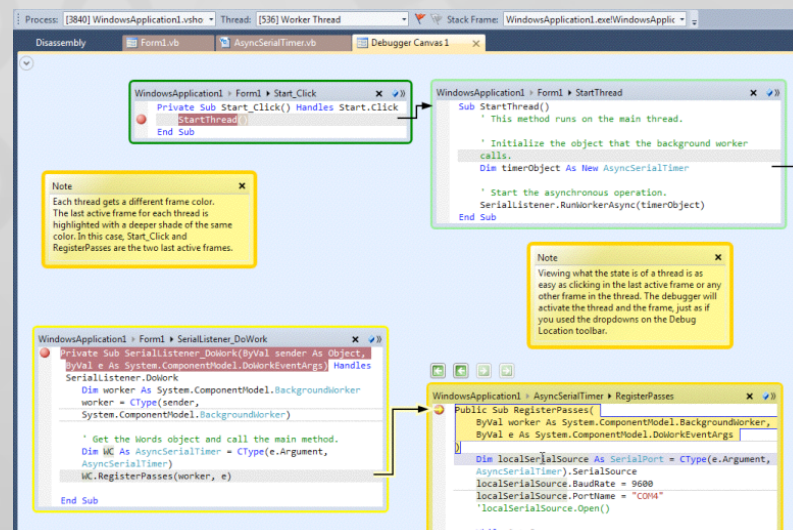 Process: [3840] WindowsApplication1.vsho Thread: [536] Worker Thread Stack Frame: WindowsApplication1.exe!WindowsApplic
Disassembly Form1.vb AsyncSerialTimer.vb Debugger Canvas1
WindowsApplication1 Form1 Start_Click
Private Sub Start_Click() Handles Start.Click
StartThread()
End Sub
WindowsApplication1 Form1 StartThread
Sub StartThread()
' This method runs on the main thread.
' Initialize the object that the background worker
calls.
Dim timerObject As New AsyncSerialTimer
' Start the asynchronous operation.
SerialListener.RunWorkerAsync(timerObject)
End Sub
Note
Each thread gets a different frame color.
The last active frame for each thread is
highlighted with a deeper shade of the same
color. In this case, Start_Click and
RegisterPasses are the two last active frames.
Note
Viewing what the state is of a thread is as
easy as clicking in the last active frame or any
other frame in the thread. The debugger will
activate the thread and the frame, just as if
you used the dropdowns on the Debug
Location toolbar.
WindowsApplication1 Form1 SerialListener_DoWork
Private Sub SerialListener_DoWork(ByVal sender As Object,
ByVal e As System.ComponentModel.DoWorkEventArgs) Handles
SerialListener.DoWork
Dim worker As System.ComponentModel.BackgroundWorker
worker = CType(sender,
System.ComponentModel.BackgroundWorker)
' Get the Words object and call the main method.
Dim WC As AsyncSerialTimer = CType(e.Argument,
AsyncSerialTimer)
WC.RegisterPasses(worker, e)
End Sub
WindowsApplication1 AsyncSerialTimer RegisterPasses
Public Sub RegisterPasses(
ByVal worker As System.ComponentModel.BackgroundWorker,
ByVal e As System.ComponentModel.DoWorkEventArgs
)
Dim localSerialSource As SerialPort = CType(e.Argument,
AsyncSerialTimer).SerialSource
localSerialSource.BaudRate = 9600
localSerialSource.PortName = "COM4"
'localSerialSource.Open()